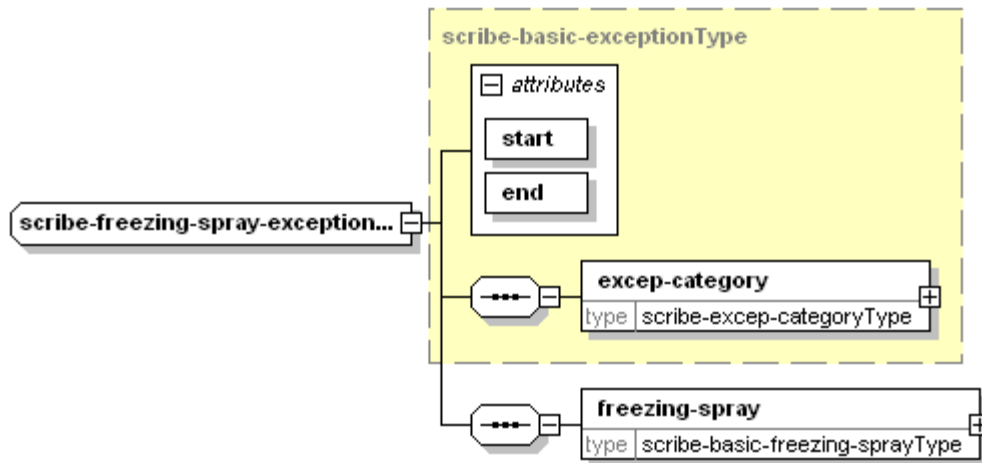 scribe-basic-exceptionType
attributes
start
end
scribe-freezing-spray-exception...
excep-category
type scribe-excep-categoryType
freezing-spray
type scribe-basic-freezing-sprayType